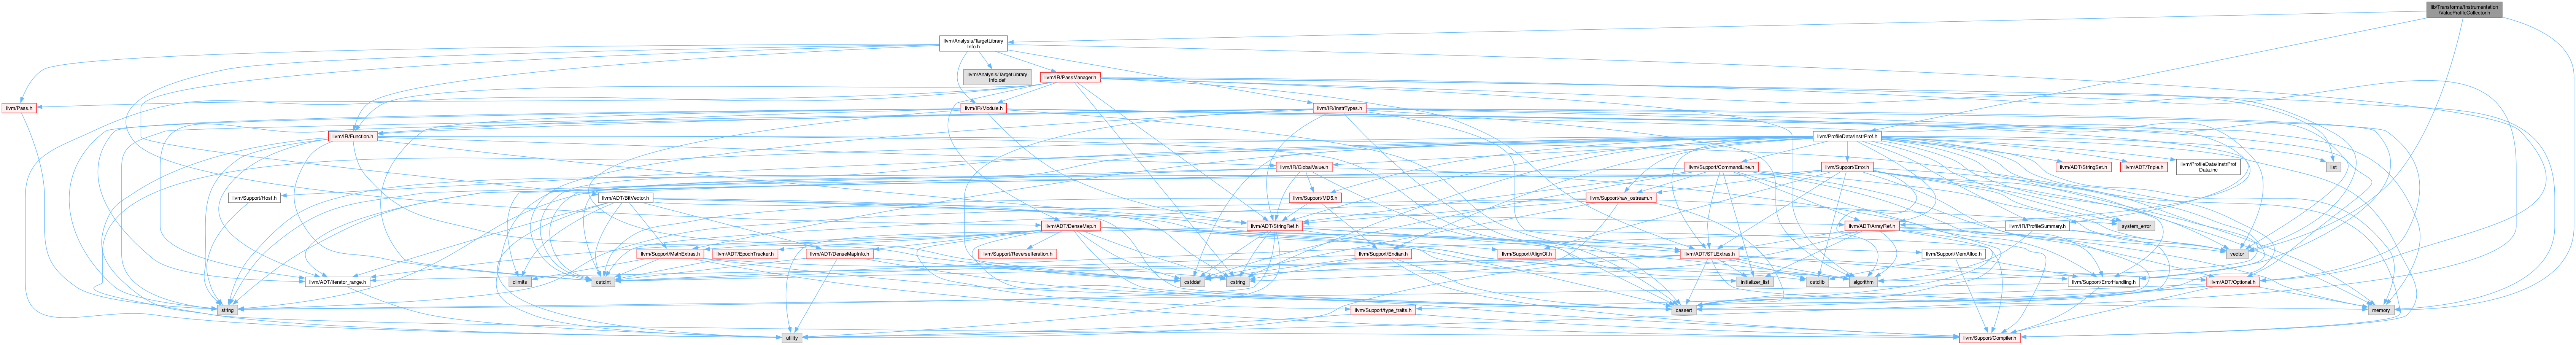 lib/Transforms/Instrumentation
/ValueProfileCollector.h
llvm/Analysis/TargetLibrary
Info.h
llvm/Analysis/TargetLibrary
Info.def
llvm/IR/PassManager.h
llvm/Pass.h
llvm/IR/Module.h
llvm/IR/InstrTypes.h
llvm/IR/Function.h
llvm/ProfileData/InstrProf.h
llvm/IR/GlobalValue.h
llvm/Support/CommandLine.h
llvm/Support/Error.h
llvm/ADT/StringSet.h
llvm/ADT/Triple.h
llvm/ProfileData/InstrProf
Data.inc
list
llvm/Support/Host.h
llvm/ADT/BitVector.h
llvm/Support/MD5.h
llvm/Support/raw_ostream.h
llvm/ADT/DenseMap.h
llvm/ADT/StringRef.h
llvm/ADT/ArrayRef.h
llvm/IR/ProfileSummary.h
system_error
llvm/Support/MathExtras.h
llvm/ADT/EpochTracker.h
llvm/ADT/DenseMapInfo.h
llvm/Support/ReverseIteration.h
llvm/Support/Endian.h
llvm/Support/AlignOf.h
llvm/ADT/STLExtras.h
llvm/Support/MemAlloc.h
vector
llvm/ADT/iterator_range.h
climits
cstdint
cstddef
cstring
initializer_list
cstdlib
algorithm
llvm/Support/ErrorHandling.h
llvm/ADT/Optional.h
string
llvm/Support/type_traits.h
cassert
memory
utility
llvm/Support/Compiler.h